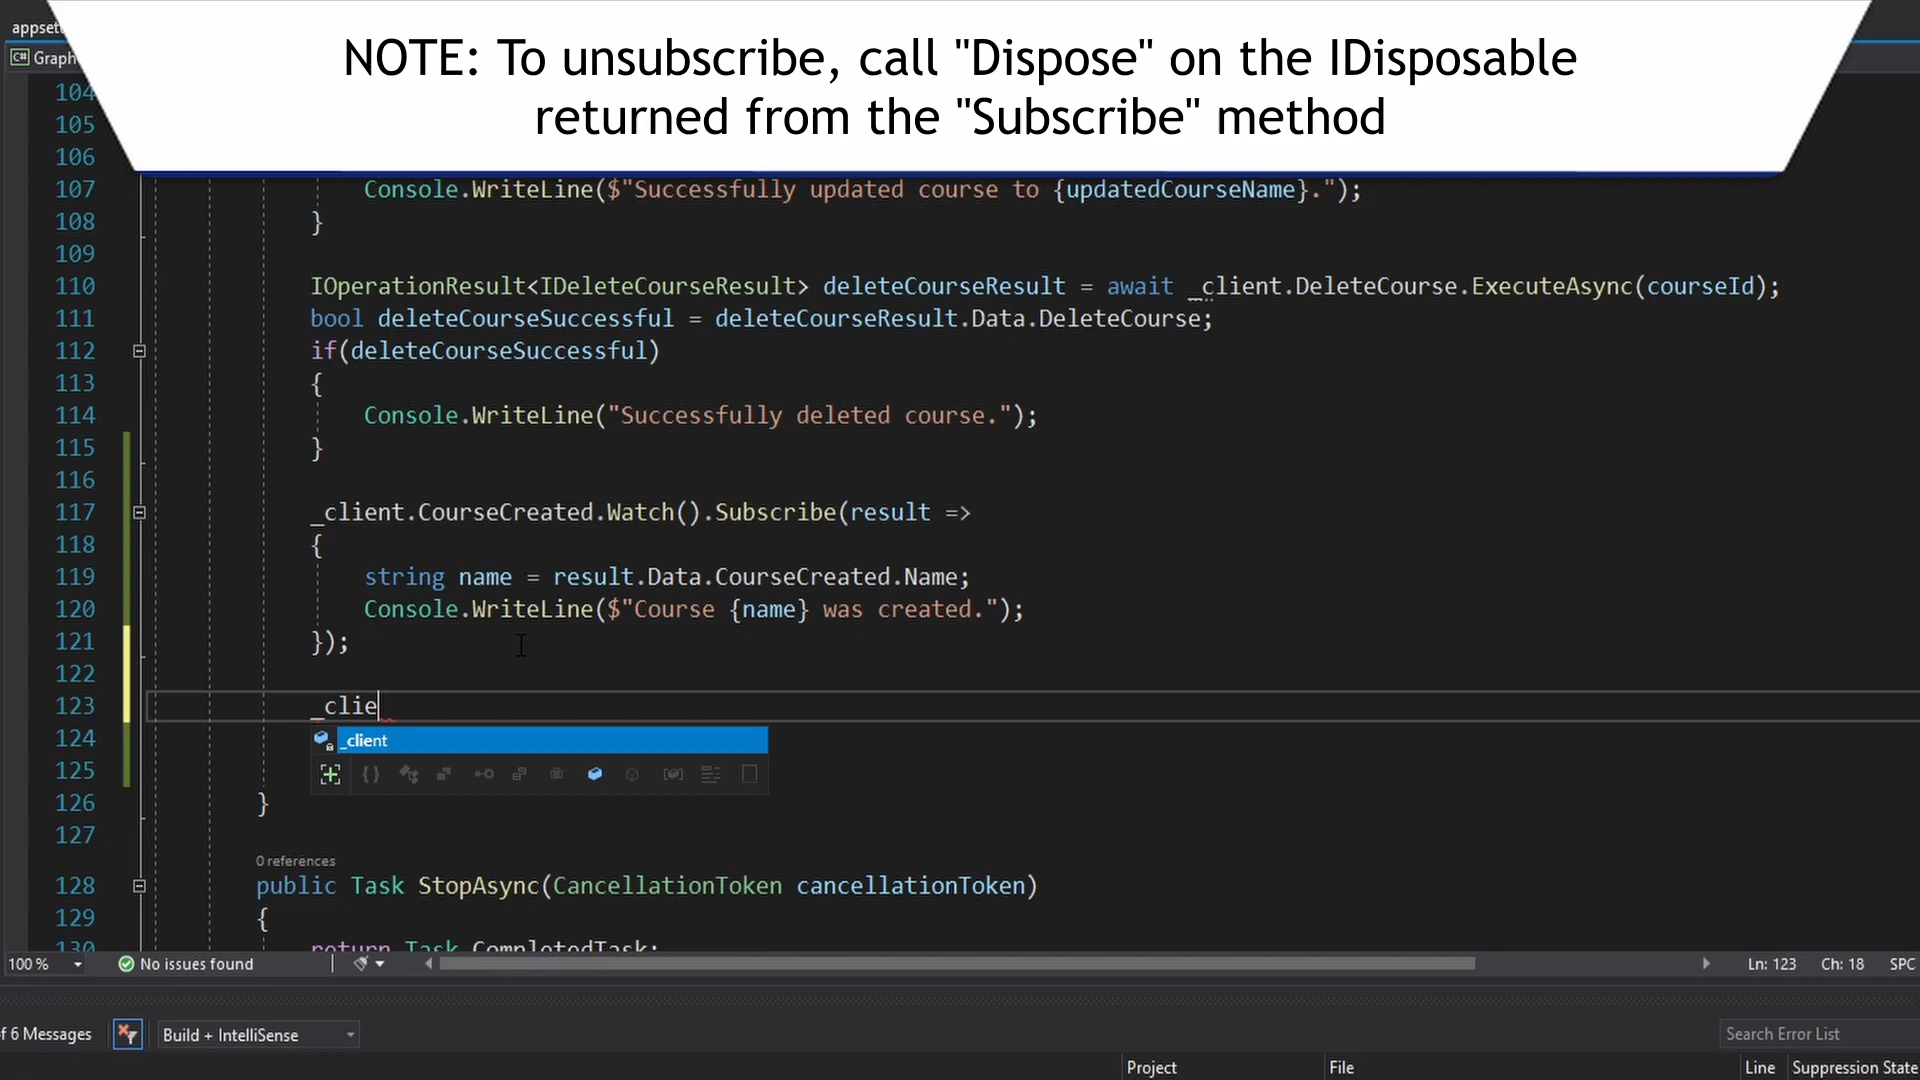 NOTE: To unsubscribe, call "Dispose" on the IDisposable
returned from the "Subscribe" method
104
105
106
107 Console.WriteLine($"Successfully updated course to {updatedCourseName}.");
108 }
109
110 IOperationResult<IDeleteCourseResult> deleteCourseResult = await _client.DeleteCourse.ExecuteAsync(courseId);
111 bool deleteCourseSuccessful = deleteCourseResult.Data.DeleteCourse;
112 if(deleteCourseSuccessful)
113 {
114 Console.WriteLine("Successfully deleted course.");
115 }
116
117 _client.CourseCreated.Watch().Subscribe(result =>
118 {
119 string name = result.Data.CourseCreated.Name;
120 Console.WriteLine($"Course {name} was created.");
121 });
122
123 _clie
_client
124
125
126 }
127
0 references
128 public Task StopAsync(CancellationToken cancellationToken)
129 {
130 return Task.CompletedTask;
100 % No issues found Ln: 123 Ch: 18 SPC
of 6 Messages Build + IntelliSense Search Error List
Project File Line Suppression State